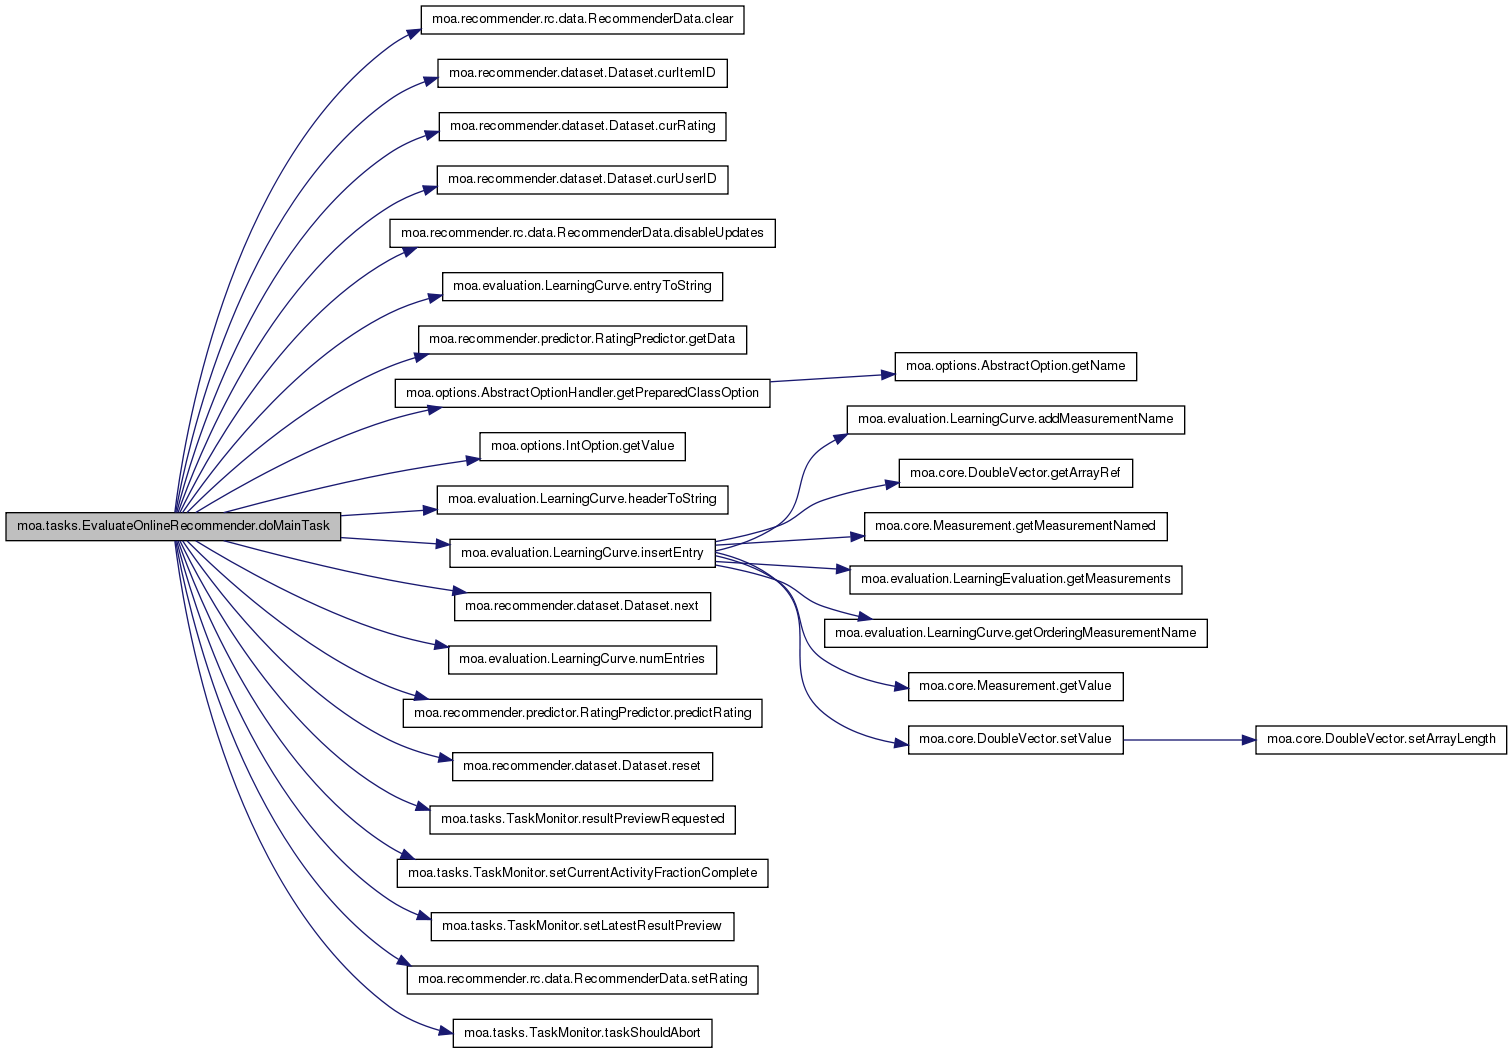 moa.tasks.EvaluateOnlineRecommender.doMainTask
moa.recommender.rc.data.RecommenderData.clear
moa.recommender.dataset.Dataset.curItemID
moa.recommender.dataset.Dataset.curRating
moa.recommender.dataset.Dataset.curUserID
moa.recommender.rc.data.RecommenderData.disableUpdates
moa.evaluation.LearningCurve.entryToString
moa.recommender.predictor.RatingPredictor.getData
moa.options.AbstractOptionHandler.getPreparedClassOption
moa.options.IntOption.getValue
moa.evaluation.LearningCurve.headerToString
moa.evaluation.LearningCurve.insertEntry
moa.recommender.dataset.Dataset.next
moa.evaluation.LearningCurve.numEntries
moa.recommender.predictor.RatingPredictor.predictRating
moa.recommender.dataset.Dataset.reset
moa.tasks.TaskMonitor.resultPreviewRequested
moa.tasks.TaskMonitor.setCurrentActivityFractionComplete
moa.tasks.TaskMonitor.setLatestResultPreview
moa.recommender.rc.data.RecommenderData.setRating
moa.tasks.TaskMonitor.taskShouldAbort
moa.options.AbstractOption.getName
moa.evaluation.LearningCurve.addMeasurementName
moa.core.DoubleVector.getArrayRef
moa.core.Measurement.getMeasurementNamed
moa.evaluation.LearningEvaluation.getMeasurements
moa.evaluation.LearningCurve.getOrderingMeasurementName
moa.core.Measurement.getValue
moa.core.DoubleVector.setValue
moa.core.DoubleVector.setArrayLength